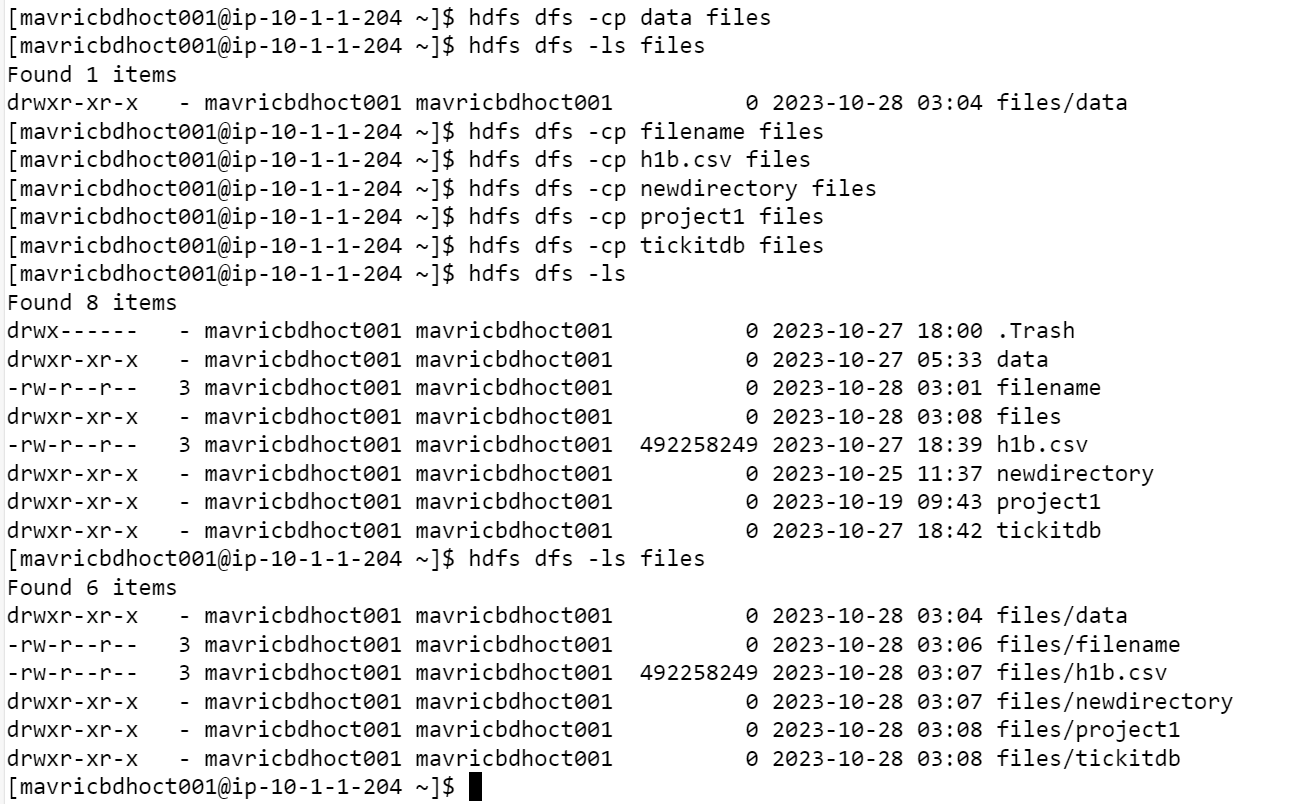 [mavricbdhoct001@ip-10-1-1-204 ~]$ hdfs dfs -cp data files
[mavricbdhoct001@ip-10-1-1-204 ~]$ hdfs dfs -ls files
Found 1 items
drwxr-xr-x   - mavricbdhoct001 mavricbdhoct001          0 2023-10-28 03:04 files/data
[mavricbdhoct001@ip-10-1-1-204 ~]$ hdfs dfs -cp filename files
[mavricbdhoct001@ip-10-1-1-204 ~]$ hdfs dfs -cp h1b.csv files
[mavricbdhoct001@ip-10-1-1-204 ~]$ hdfs dfs -cp newdirectory files
[mavricbdhoct001@ip-10-1-1-204 ~]$ hdfs dfs -cp project1 files
[mavricbdhoct001@ip-10-1-1-204 ~]$ hdfs dfs -cp tickitdb files
[mavricbdhoct001@ip-10-1-1-204 ~]$ hdfs dfs -ls
Found 8 items
drwx------   - mavricbdhoct001 mavricbdhoct001          0 2023-10-27 18:00 .Trash
drwxr-xr-x   - mavricbdhoct001 mavricbdhoct001          0 2023-10-27 05:33 data
-rw-r--r--   3 mavricbdhoct001 mavricbdhoct001          0 2023-10-28 03:01 filename
drwxr-xr-x   - mavricbdhoct001 mavricbdhoct001          0 2023-10-28 03:08 files
-rw-r--r--   3 mavricbdhoct001 mavricbdhoct001  492258249 2023-10-27 18:39 h1b.csv
drwxr-xr-x   - mavricbdhoct001 mavricbdhoct001          0 2023-10-25 11:37 newdirectory
drwxr-xr-x   - mavricbdhoct001 mavricbdhoct001          0 2023-10-19 09:43 project1
drwxr-xr-x   - mavricbdhoct001 mavricbdhoct001          0 2023-10-27 18:42 tickitdb
[mavricbdhoct001@ip-10-1-1-204 ~]$ hdfs dfs -ls files
Found 6 items
drwxr-xr-x   - mavricbdhoct001 mavricbdhoct001          0 2023-10-28 03:04 files/data
-rw-r--r--   3 mavricbdhoct001 mavricbdhoct001          0 2023-10-28 03:06 files/filename
-rw-r--r--   3 mavricbdhoct001 mavricbdhoct001  492258249 2023-10-28 03:07 files/h1b.csv
drwxr-xr-x   - mavricbdhoct001 mavricbdhoct001          0 2023-10-28 03:07 files/newdirectory
drwxr-xr-x   - mavricbdhoct001 mavricbdhoct001          0 2023-10-28 03:08 files/project1
drwxr-xr-x   - mavricbdhoct001 mavricbdhoct001          0 2023-10-28 03:08 files/tickitdb
[mavricbdhoct001@ip-10-1-1-204 ~]$